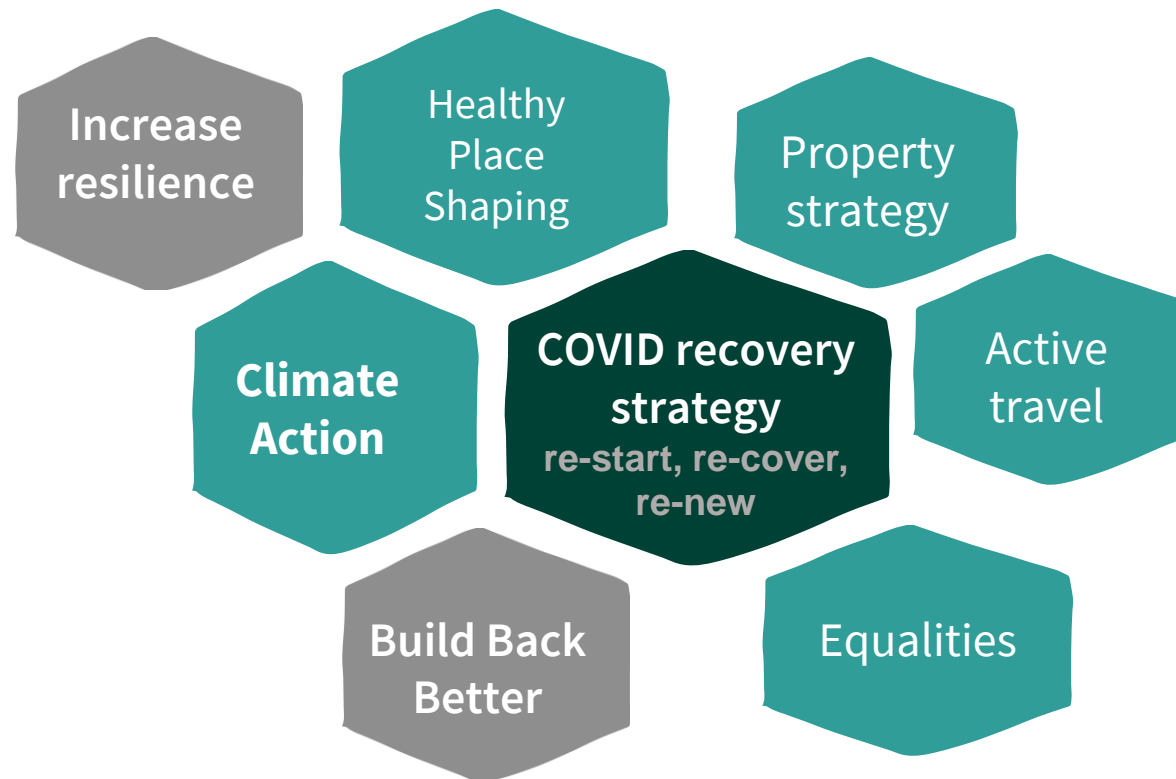 Increase
resilience
Healthy
Place
Shaping
Property
strategy
Climate
Action
COVID recovery
strategy
re-start, re-cover,
re-new
Active
travel
Build Back
Better
Equalities